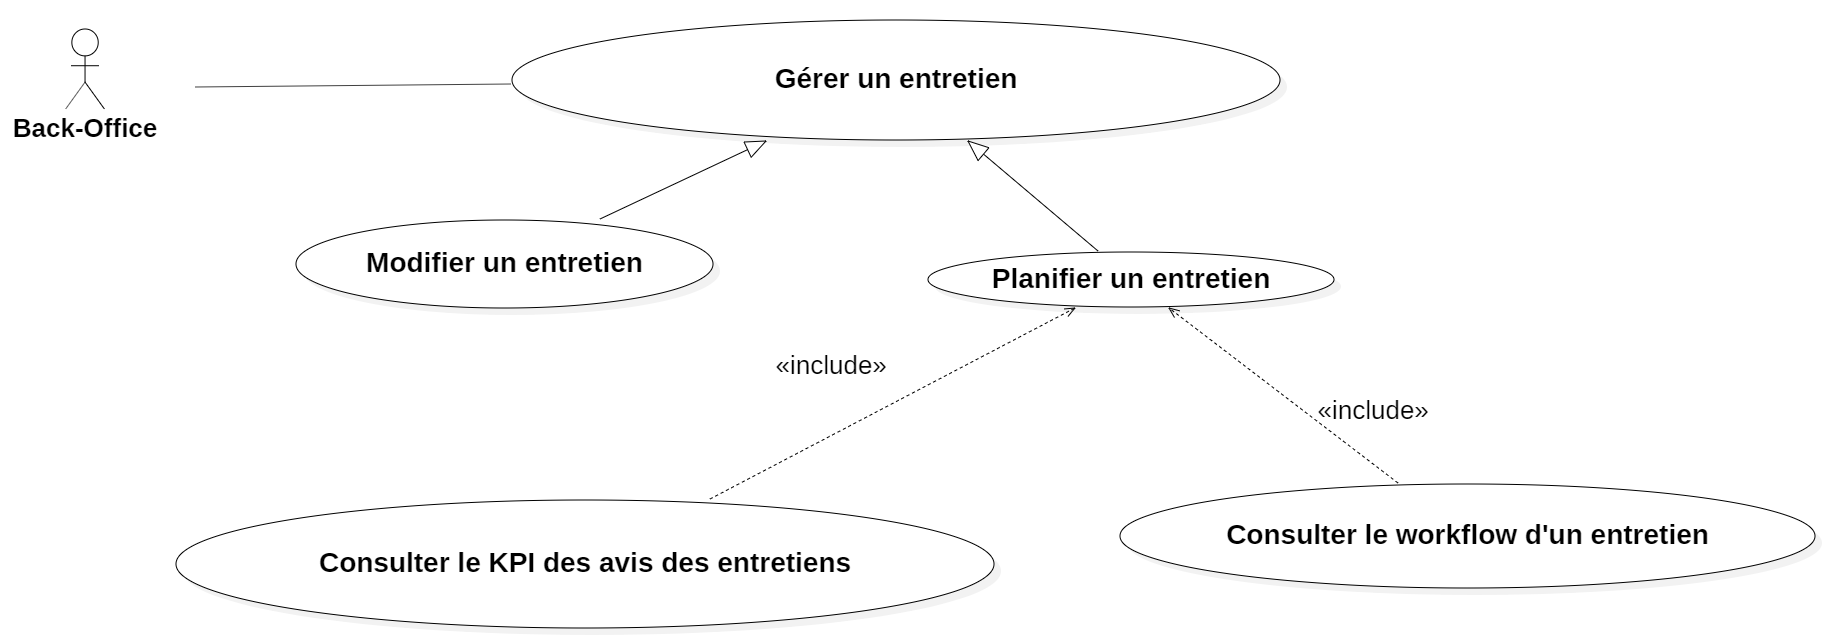 Gérer un entretien
Back-Office
Modifier un entretien
Planifier un entretien
«include»
«include»
Consulter le KPI des avis des entretiens
Consulter le workflow d'un entretien